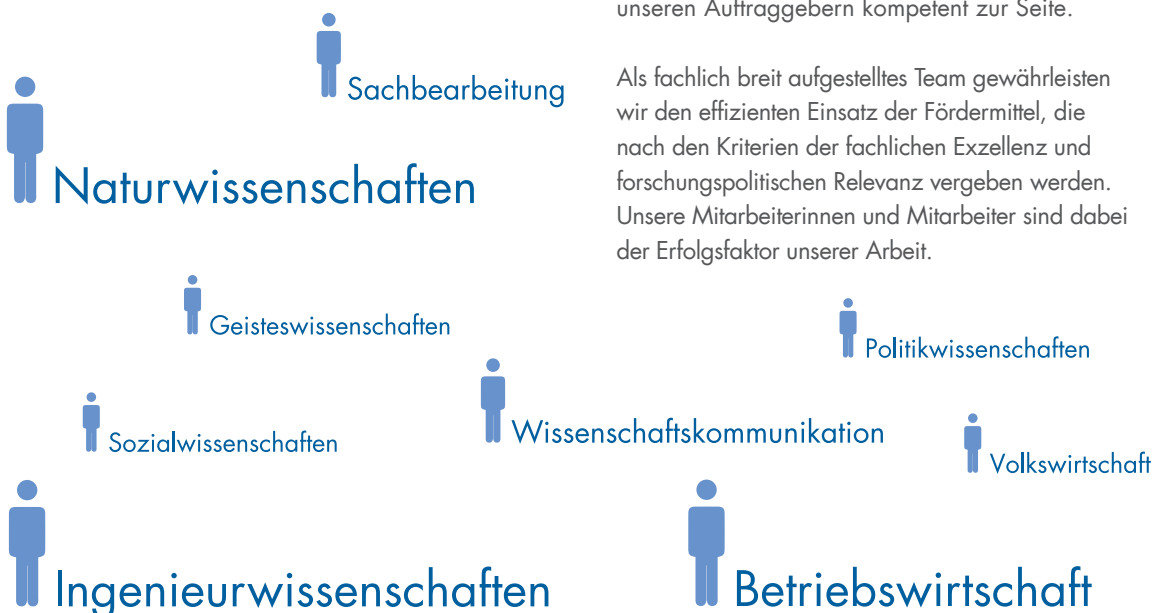 unseren Auftraggebern kompetent zur Seite.
Als fachlich breit aufgestelltes Team gewährleisten
wir den effizienten Einsatz der Fördermittel, die
nach den Kriterien der fachlichen Exzellenz und
forschungspolitischen Relevanz vergeben werden.
Unsere Mitarbeiterinnen und Mitarbeiter sind dabei
der Erfolgsfaktor unserer Arbeit.
Sachbearbeitung
Naturwissenschaften
Geisteswissenschaften
Politikwissenschaften
Sozialwissenschaften
Wissenschaftskommunikation
Volkswirtschaft
Ingenieurwissenschaften
Betriebswirtschaft